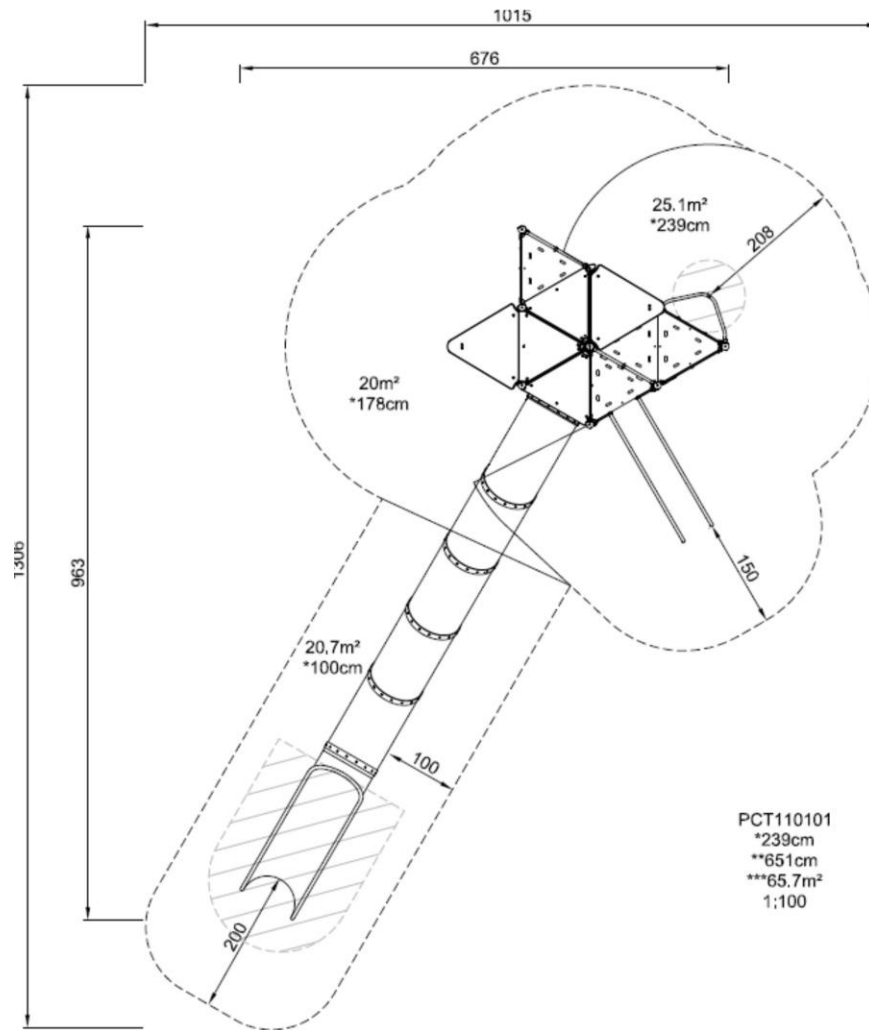 1015
676
25.1m²
*239cm
208
20m²
*178cm
1306
963
150
20,7m²
*100cm
100
200
PCT110101
*239cm
**651cm
***65.7m²
1;100